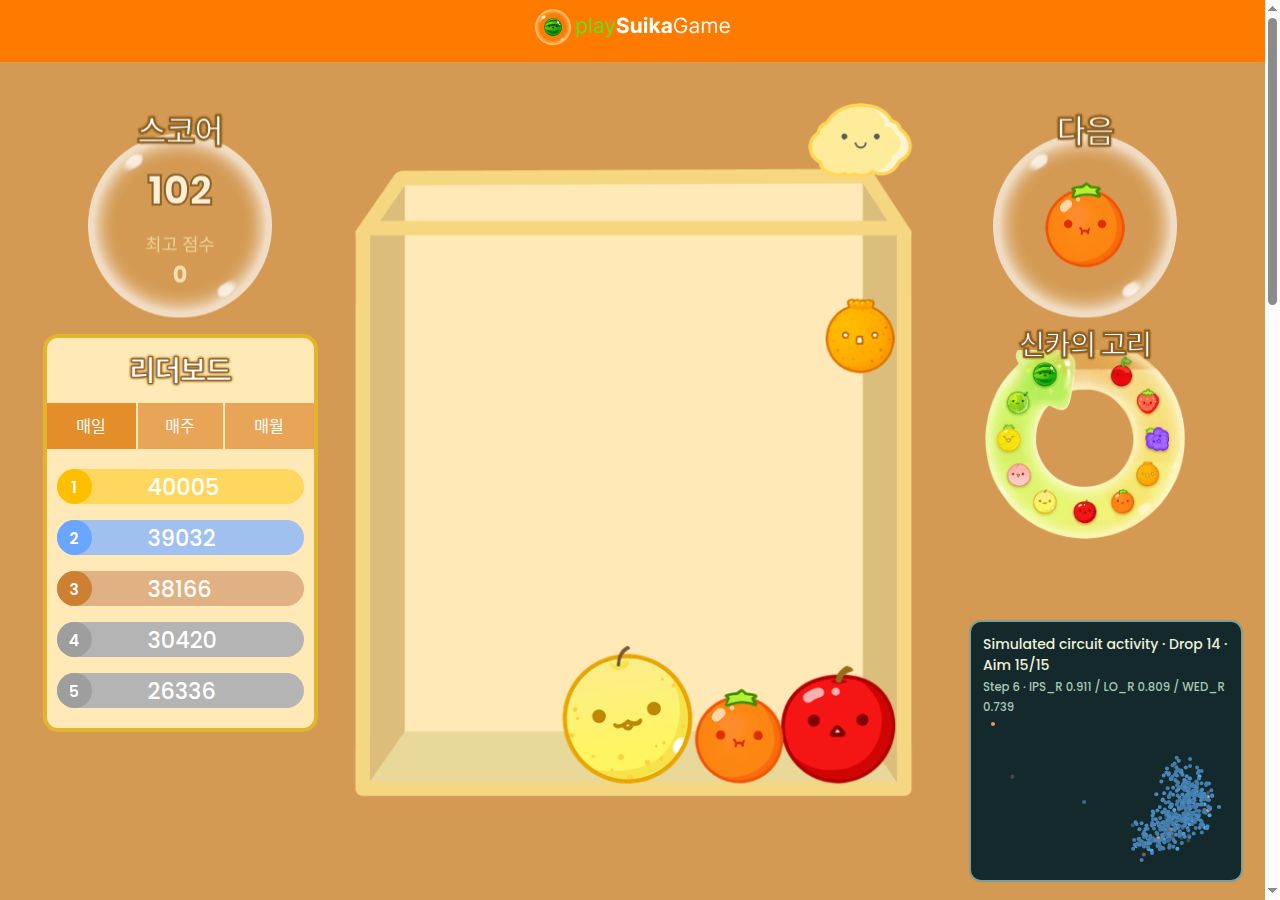 playSuikaGame
스코어
102
최고 점수
0
다음
신카의 고리
리더보드
매일 매주 매월
1 40005
2 39032
3 38166
4 30420
5 26336
Simulated circuit activity · Drop 14 ·
Aim 15/15
Step 6 · IPS_R 0.911 / LO_R 0.809 / WED_R
0.739